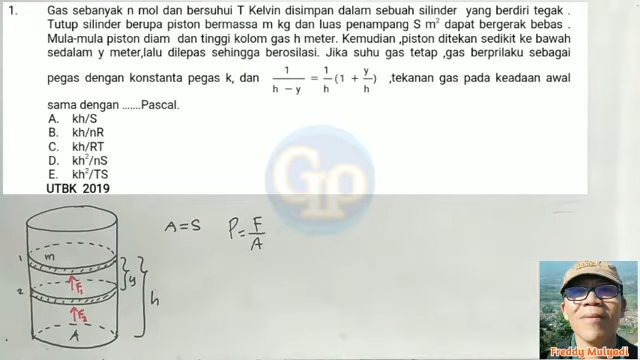 1. Gas sebanyak n mol dan bersuhui T Kelvin disimpan dalam sebuah silinder yang berdiri tegak .
Tutup silinder berupa piston bermassa m kg dan luas penampang S m² dapat bergerak bebas .
Mula-mula piston diam dan tinggi kolom gas h meter. Kemudian ,piston ditekan sedikit ke bawah
sedalam y meter,lalu dilepas sehingga berosilasi. Jika suhu gas tetap ,gas berprilaku sebagai
pegas dengan konstanta pegas k, dan 1/(h − y) = 1/h (1 + y/h) ,tekanan gas pada keadaan awal
sama dengan .......Pascal.
A. kh/S
B. kh/nR
C. kh/RT
D. kh²/nS
E. kh²/TS
UTBK 2019
GIP
A = S P = F/A
1 m
F₁ y
2 h
F₂
A
Freddy Mulyadi